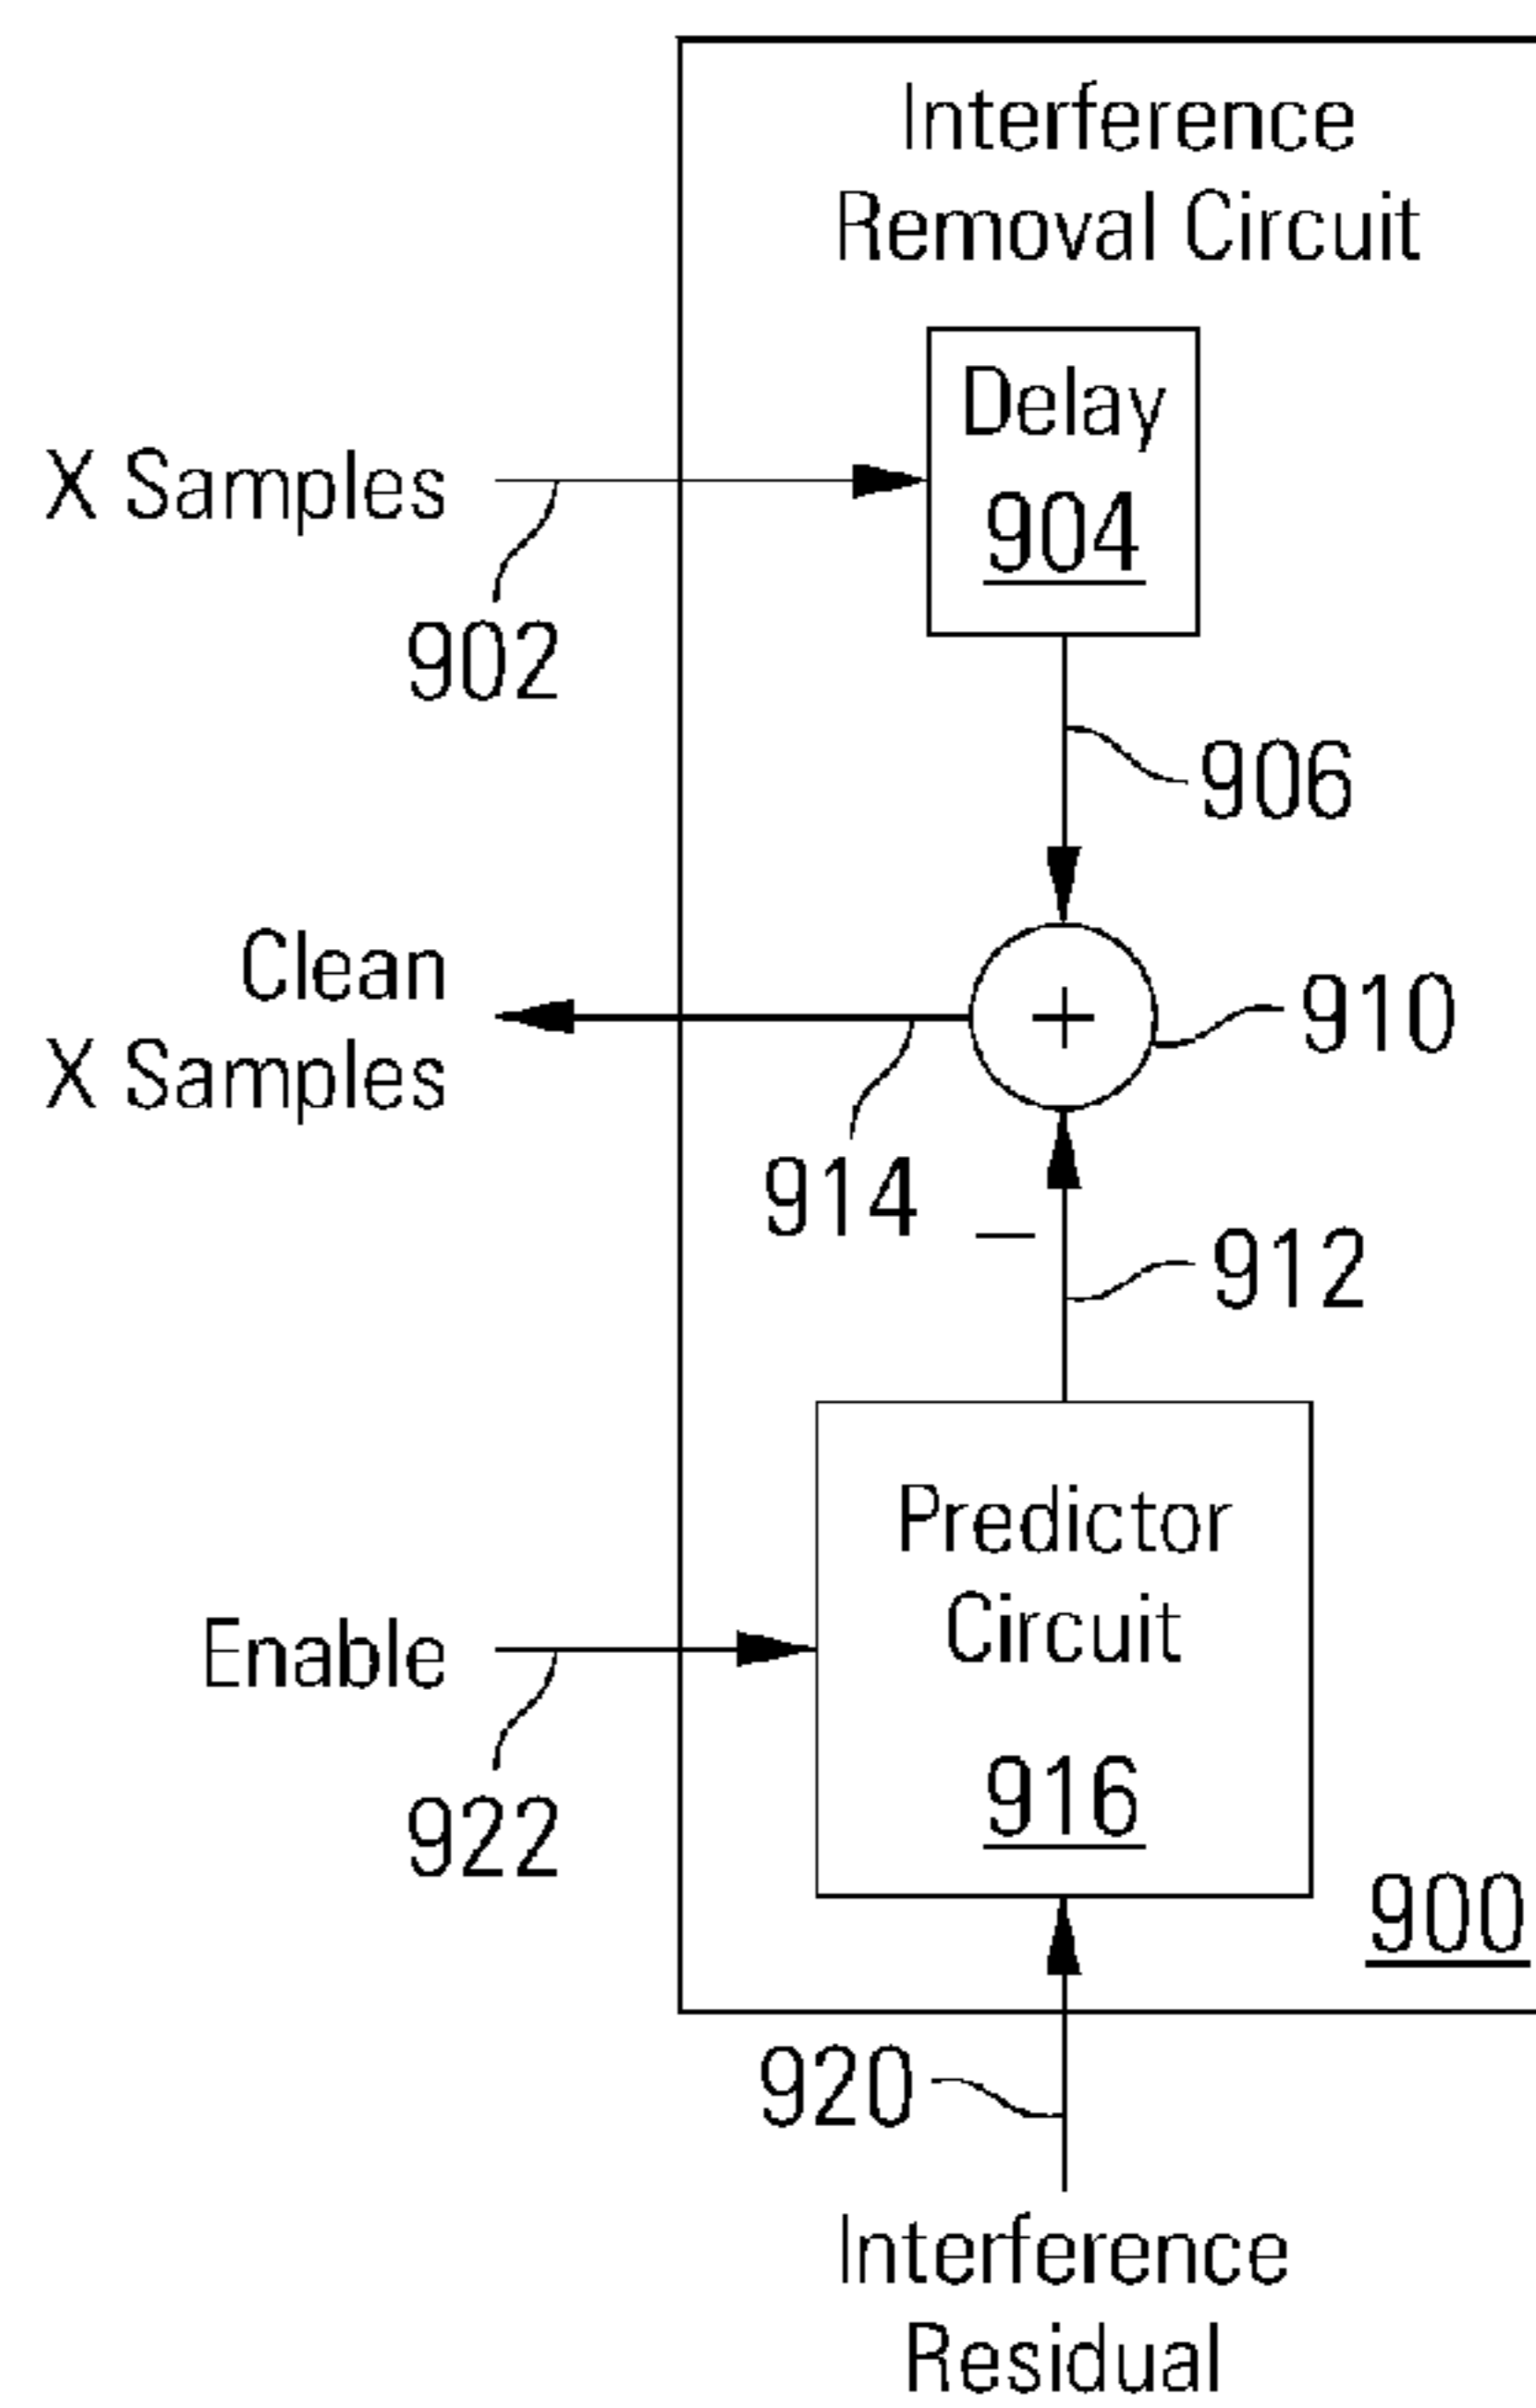 Interference
Removal Circuit
Delay
904
X Samples
902
906
Clean
X Samples
+
910
914
–
912
Predictor
Circuit
916
Enable
922
900
920
Interference
Residual